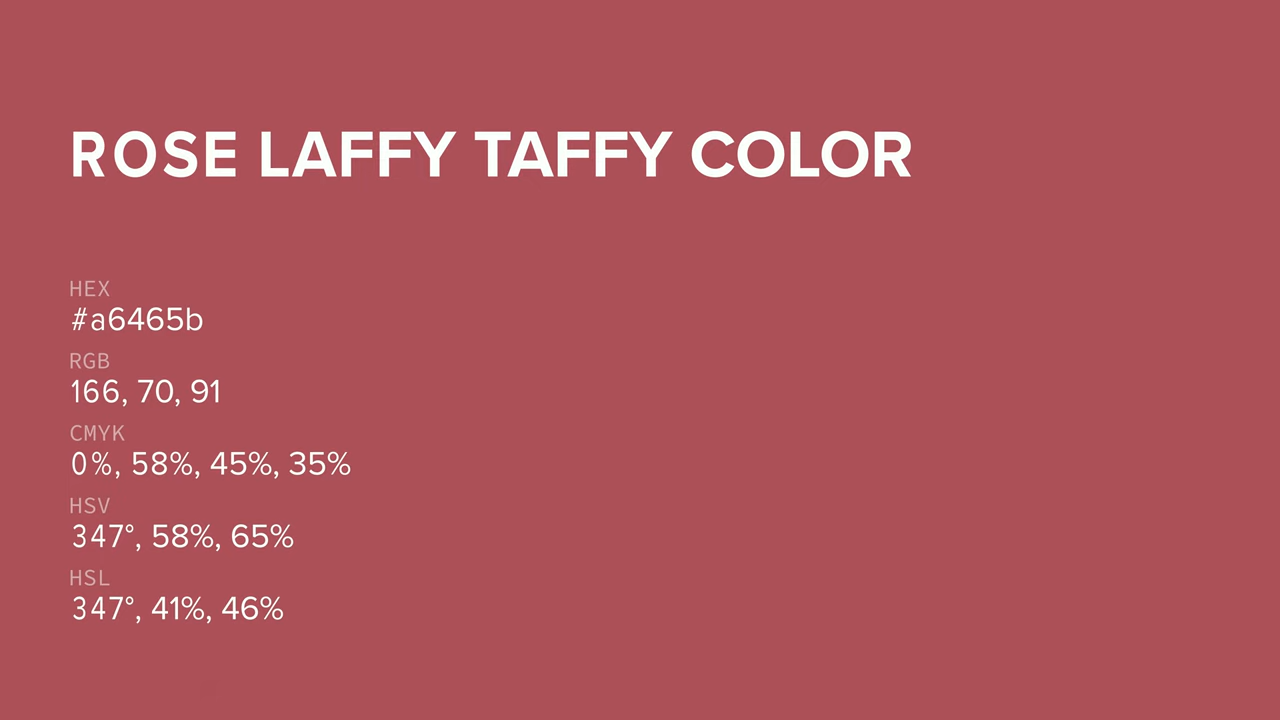 ROSE LAFFY TAFFY COLOR
HEX
#a6465b
RGB
166, 70, 91
CMYK
0%, 58%, 45%, 35%
HSV
347°, 58%, 65%
HSL
347°, 41%, 46%